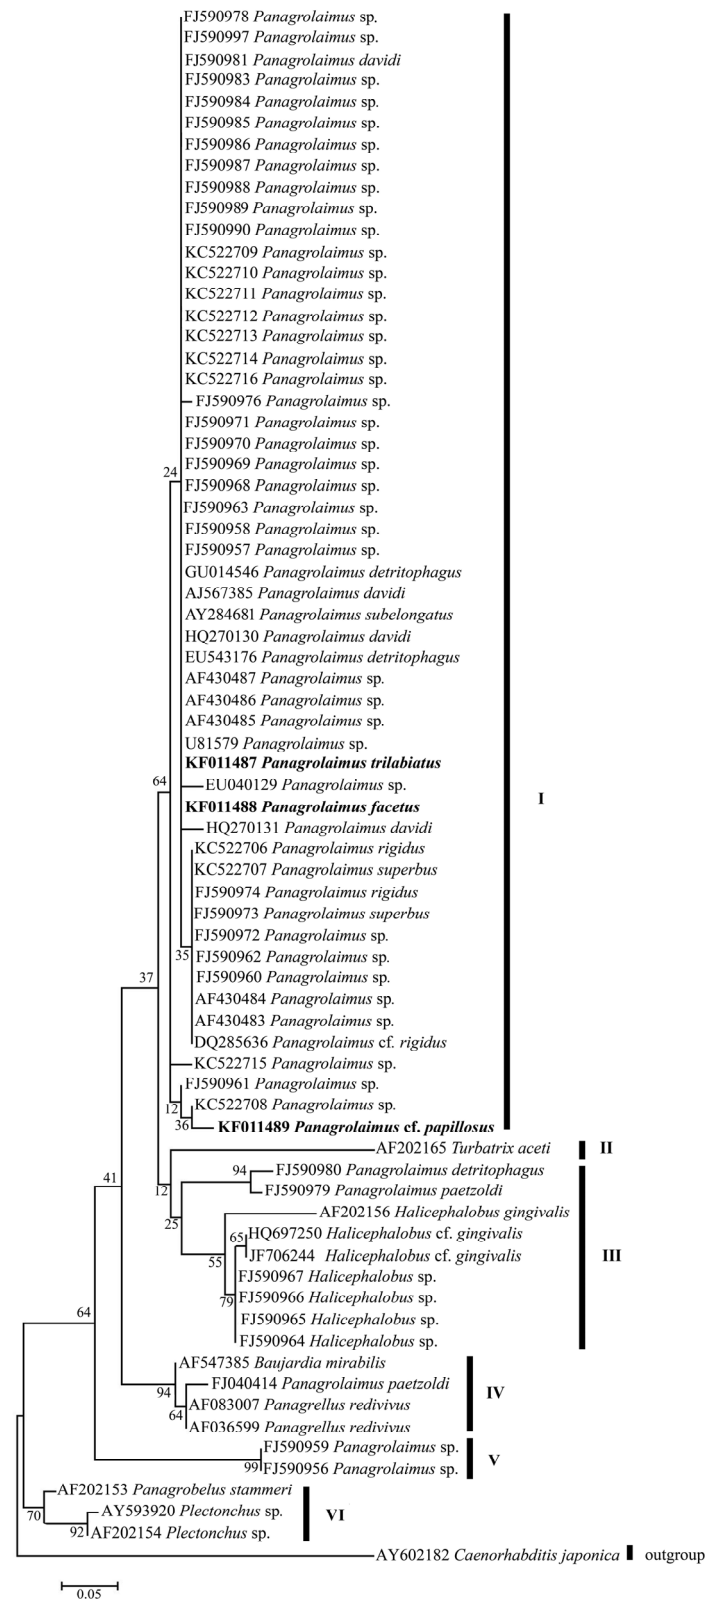 FJ590978 Panagrolaimus sp.
FJ590997 Panagrolaimus sp.
FJ590981 Panagrolaimus davidi
FJ590983 Panagrolaimus sp.
FJ590984 Panagrolaimus sp.
FJ590985 Panagrolaimus sp.
FJ590986 Panagrolaimus sp.
FJ590987 Panagrolaimus sp.
FJ590988 Panagrolaimus sp.
FJ590989 Panagrolaimus sp.
FJ590990 Panagrolaimus sp.
KC522709 Panagrolaimus sp.
KC522710 Panagrolaimus sp.
KC522711 Panagrolaimus sp.
KC522712 Panagrolaimus sp.
KC522713 Panagrolaimus sp.
KC522714 Panagrolaimus sp.
KC522716 Panagrolaimus sp.
FJ590976 Panagrolaimus sp.
FJ590971 Panagrolaimus sp.
FJ590970 Panagrolaimus sp.
FJ590969 Panagrolaimus sp.
24
FJ590968 Panagrolaimus sp.
FJ590963 Panagrolaimus sp.
FJ590958 Panagrolaimus sp.
FJ590957 Panagrolaimus sp.
GU014546 Panagrolaimus detritophagus
AJ567385 Panagrolaimus davidi
AY284681 Panagrolaimus subelongatus
HQ270130 Panagrolaimus davidi
EU543176 Panagrolaimus detritophagus
AF430487 Panagrolaimus sp.
AF430486 Panagrolaimus sp.
AF430485 Panagrolaimus sp.
U81579 Panagrolaimus sp.
KF011487 Panagrolaimus trilabiatus
64
EU040129 Panagrolaimus sp.
I
KF011488 Panagrolaimus facetus
HQ270131 Panagrolaimus davidi
KC522706 Panagrolaimus rigidus
KC522707 Panagrolaimus superbus
FJ590974 Panagrolaimus rigidus
FJ590973 Panagrolaimus superbus
FJ590972 Panagrolaimus sp.
35
FJ590962 Panagrolaimus sp.
37
FJ590960 Panagrolaimus sp.
AF430484 Panagrolaimus sp.
AF430483 Panagrolaimus sp.
DQ285636 Panagrolaimus cf. rigidus
KC522715 Panagrolaimus sp.
FJ590961 Panagrolaimus sp.
12
KC522708 Panagrolaimus sp.
36
KF011489 Panagrolaimus cf. papillosus
AF202165 Turbatrix aceti
II
94
FJ590980 Panagrolaimus detritophagus
41
12
FJ590979 Panagrolaimus paetzoldi
AF202156 Halicephalobus gingivalis
25
65
HQ697250 Halicephalobus cf. gingivalis
55
JF706244 Halicephalobus cf. gingivalis
III
FJ590967 Halicephalobus sp.
79
FJ590966 Halicephalobus sp.
64
FJ590965 Halicephalobus sp.
FJ590964 Halicephalobus sp.
AF547385 Baujardia mirabilis
94
FJ040414 Panagrolaimus paetzoldi
IV
64
AF083007 Panagrellus redivivus
AF036599 Panagrellus redivivus
FJ590959 Panagrolaimus sp.
V
99
FJ590956 Panagrolaimus sp.
AF202153 Panagrobelus stammeri
70
AY593920 Plectonchus sp.
VI
92
AF202154 Plectonchus sp.
AY602182 Caenorhabditis japonica
outgroup
0.05